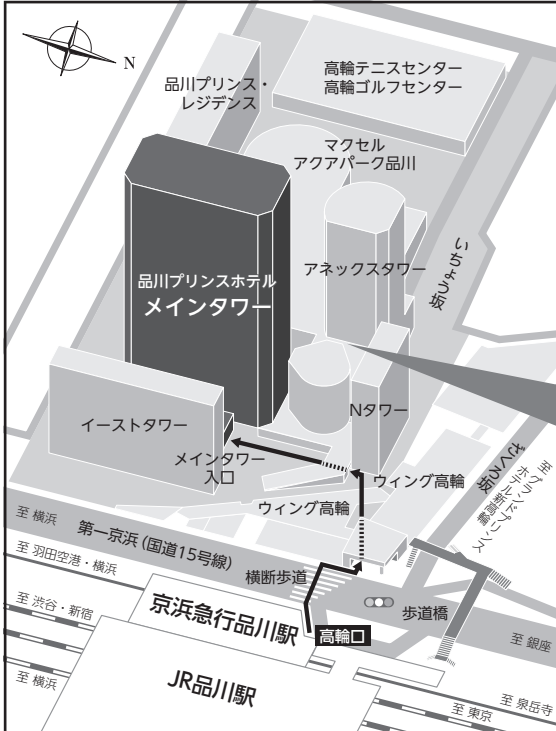 N
品川プリンス・
レジデンス
高輪テニスセンター
高輪ゴルフセンター
マクセル
アクアパーク品川
品川プリンスホテル
メインタワー
アネックスタワー
いちょう坂
イーストタワー
Nタワー
メインタワー
入口
ウィング高輪
ウィング高輪
ざくろ坂
至グランドプリンス
ホテル新高輪
至 横浜
第一京浜 (国道15号線)
至 羽田空港・横浜
横断歩道
歩道橋
至 渋谷・新宿
京浜急行品川駅
高輪口
至 銀座
至 横浜
JR品川駅
至 泉岳寺
至 東京